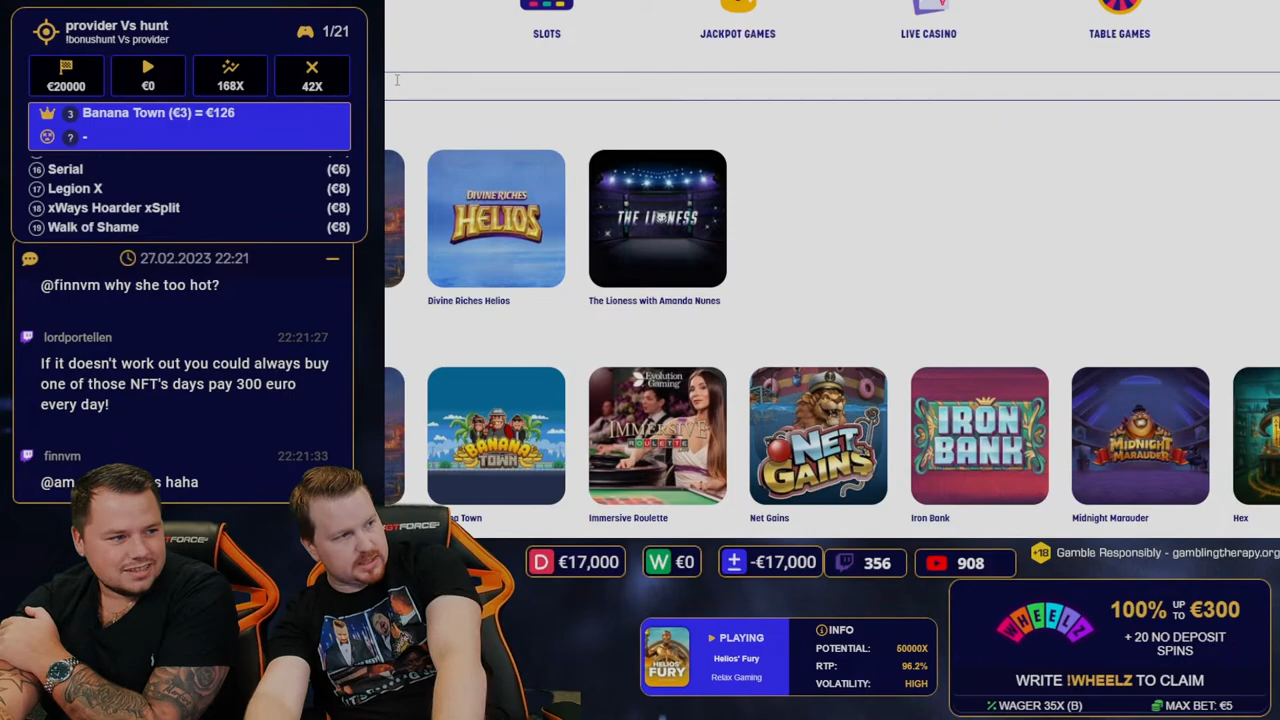 provider Vs hunt
!bonushunt Vs provider
1/21
€20000
€0
168X
42X
3 Banana Town (€3) = €126
? -
16 Serial (€6)
17 Legion X (€8)
18 xWays Hoarder xSplit (€8)
19 Walk of Shame (€8)
27.02.2023 22:21
@finnvm why she too hot?
lordportellen 22:21:27
If it doesn't work out you could always buy
one of those NFT's days pay 300 euro
every day!
finnvm 22:21:33
@am s haha
SLOTS
JACKPOT GAMES
LIVE CASINO
TABLE GAMES
DIVINE RICHES
HELIOS
THE LIONESS
Divine Riches Helios
The Lioness with Amanda Nunes
BANANA
TOWN
Evolution
Gaming
IMMERSIVE
ROULETTE
NET
GAINS
IRON
BANK
MIDNIGHT
MARAUDER
na Town
Immersive Roulette
Net Gains
Iron Bank
Midnight Marauder
Hex
GTFORCE
GTFORCE
D €17,000
W €0
± -€17,000
356
908
+18 Gamble Responsibly - gamblingtherapy.org
HELIOS'
FURY
PLAYING
Helios' Fury
Relax Gaming
INFO
POTENTIAL: 50000X
RTP: 96.2%
VOLATILITY: HIGH
WHEELZ
100% UP TO €300
+ 20 NO DEPOSIT
SPINS
WRITE !WHEELZ TO CLAIM
WAGER 35X (B)
MAX BET: €5